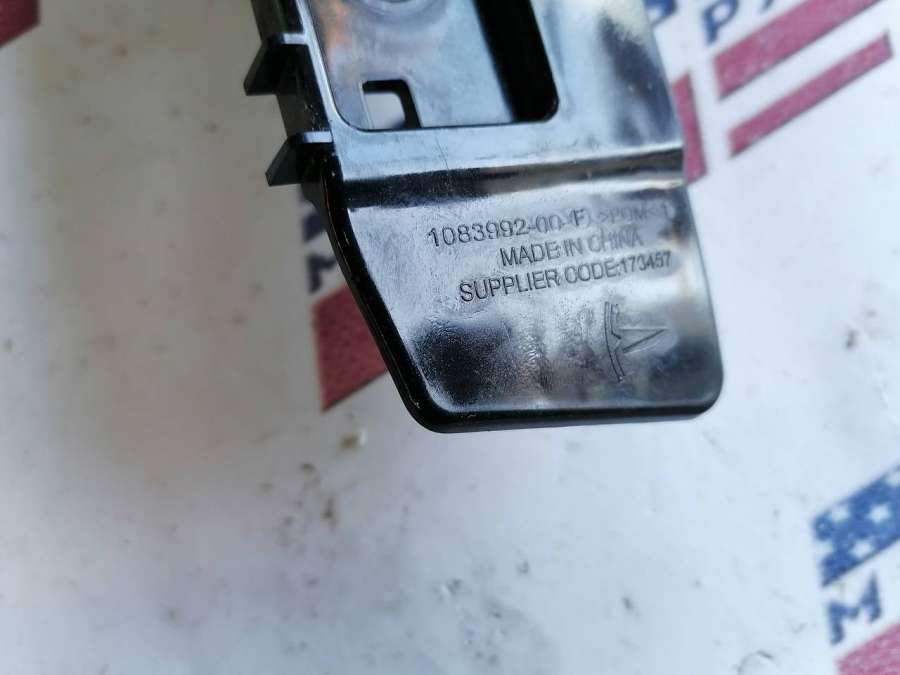 1083992-00-F >POM<
MADE IN CHINA
SUPPLIER CODE:173457
M
P
M